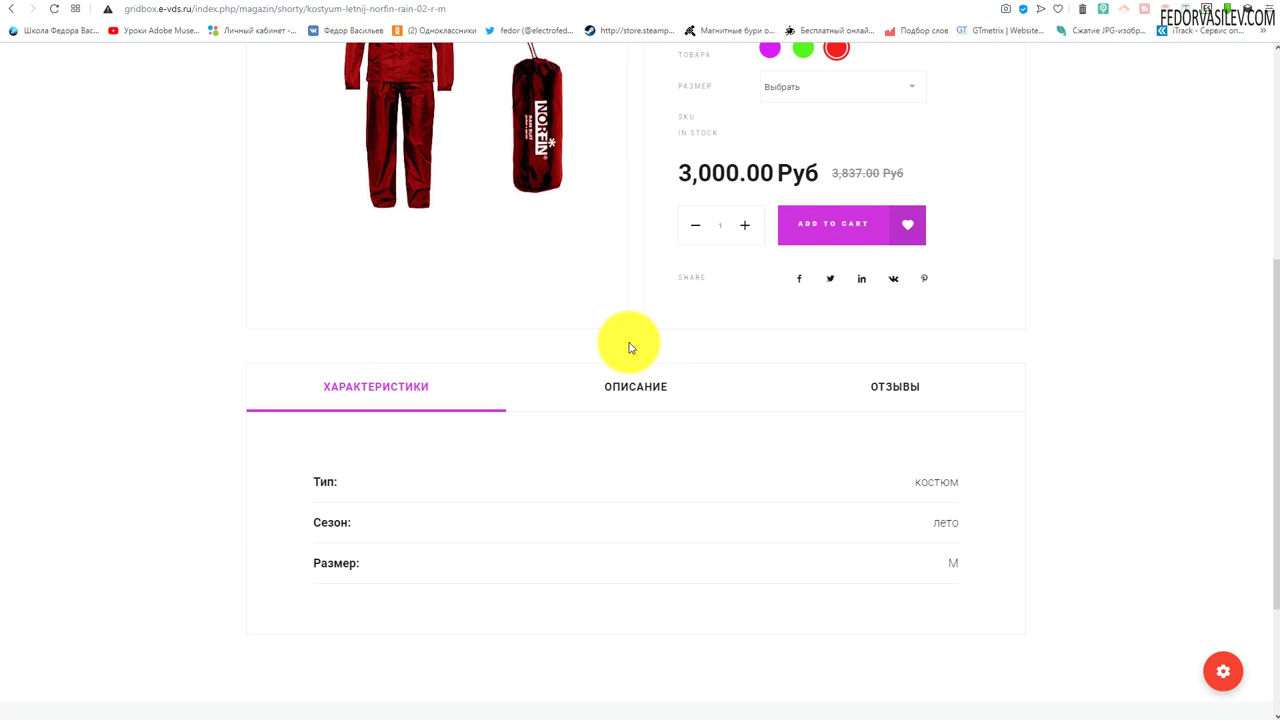 gridbox.e-vds.ru/index.php/magazin/shorty/kostyum-letnij-norfin-rain-02-r-m
FEDORVASILEV.COM
Школа Федора Вас...
Уроки Adobe Muse...
Личный кабинет -...
Федор Васильев
(2) Одноклассники
fedor (@electrofed...
http://store.steamp...
Магнитные бури о...
Бесплатный онлай...
Подбор слов
GTmetrix | Website...
Сжатие JPG-изобр...
iTrack - Сервис оп...
ТОВАРА
РАЗМЕР
Выбрать
SKU
IN STOCK
NORFIN
RAIN SUIT
3,000.00 Руб
3,837.00 Руб
1
ADD TO CART
SHARE
ХАРАКТЕРИСТИКИ
ОПИСАНИЕ
ОТЗЫВЫ
Тип:
костюм
Сезон:
лето
Размер:
M